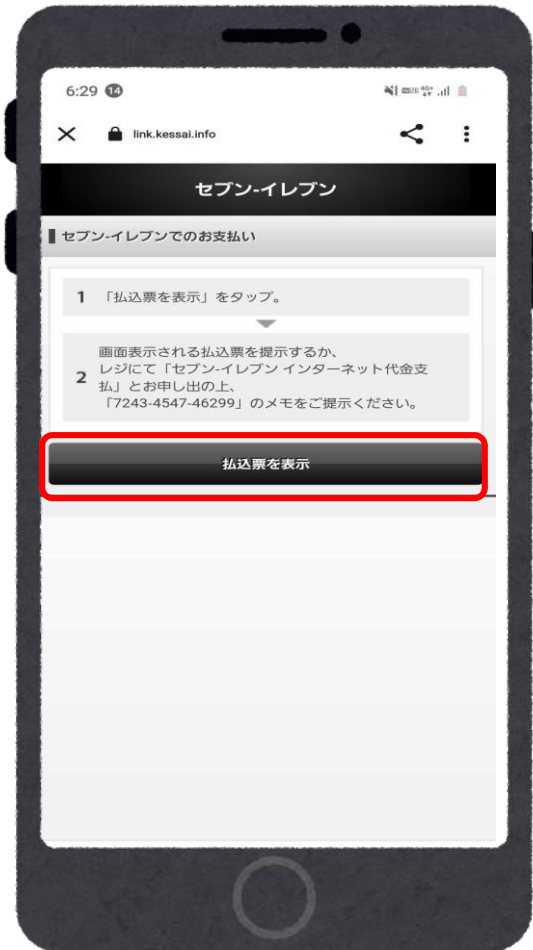 6:29 14
link.kessai.info
セブン-イレブン
セブン-イレブンでのお支払い
1 「払込票を表示」をタップ。
画面表示される払込票を提示するか、
レジにて「セブン-イレブン インターネット代金支
2 払」とお申し出の上、
「7243-4547-46299」のメモをご提示ください。
払込票を表示